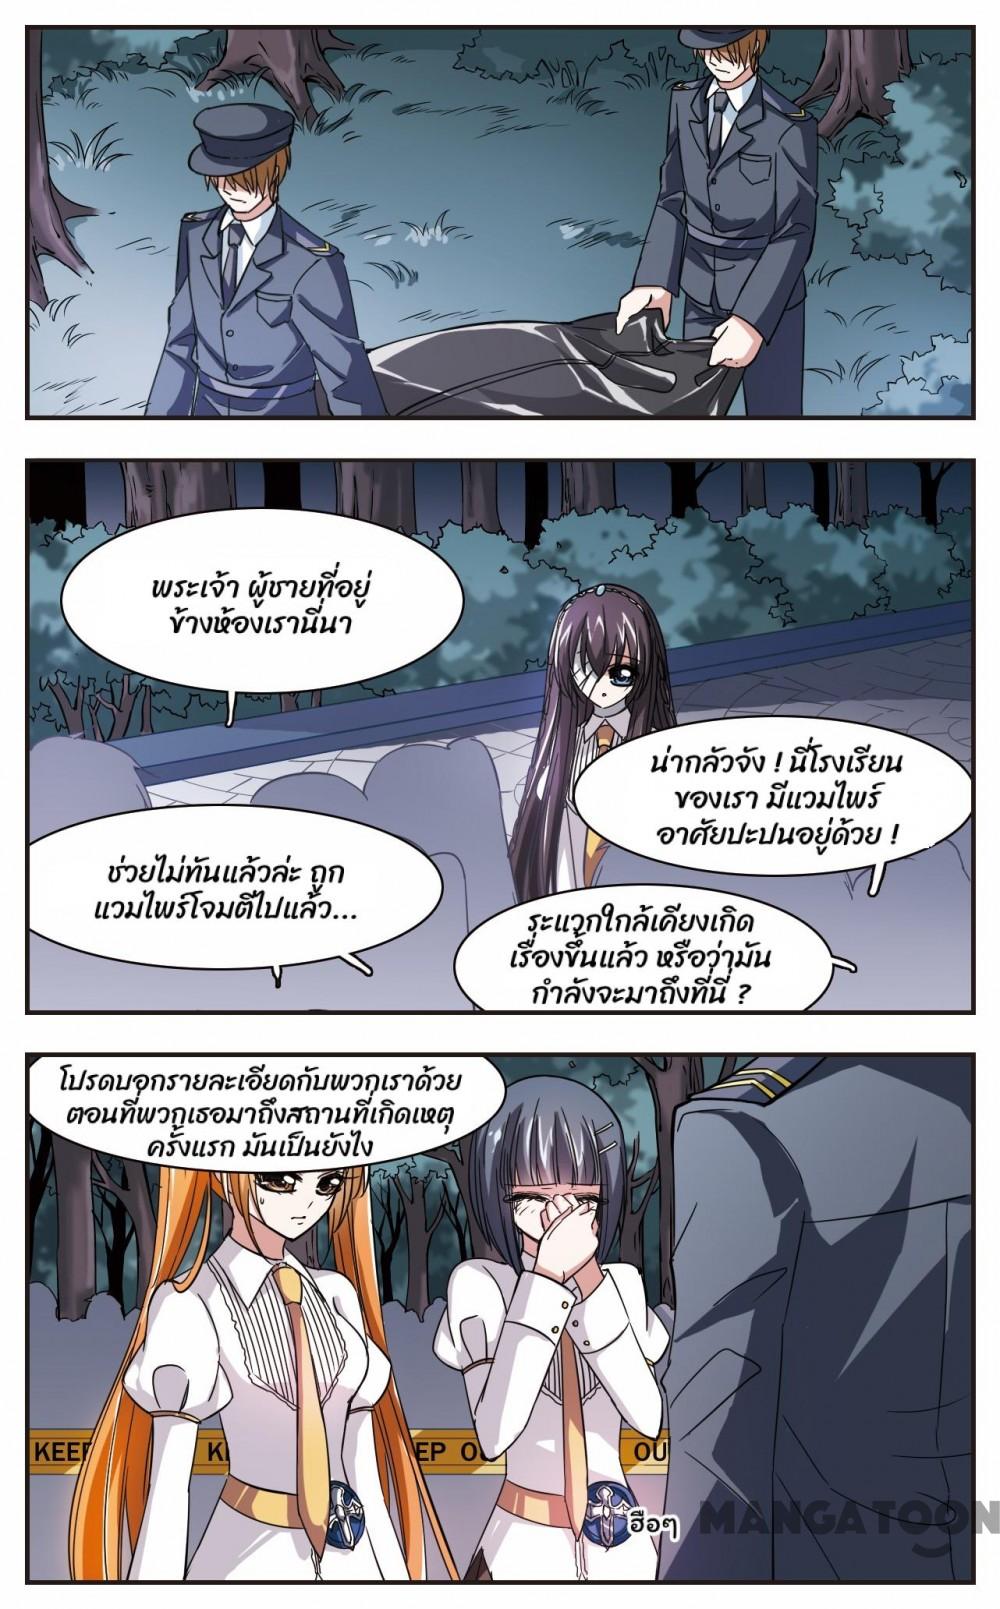 พระเจ้า ผู้ชายที่อยู่
ข้างห้องเรานี่นา
น่ากลัวจัง ! นี่โรงเรียน
ของเรา มีแวมไพร์
อาศัยปะปนอยู่ด้วย !
ช่วยไม่ทันแล้วล่ะ ถูก
แวมไพร์โจมตีไปแล้ว...
ระแวกใกล้เคียงเกิด
เรื่องขึ้นแล้ว หรือว่ามัน
กำลังจะมาถึงที่นี่ ?
โปรดบอกรายละเอียดกับพวกเราด้วย
ตอนที่พวกเธอมาถึงสถานที่เกิดเหตุ
ครั้งแรก มันเป็นยังไง
KEEP K EP OU OU
ฮือๆ
MANGATOON